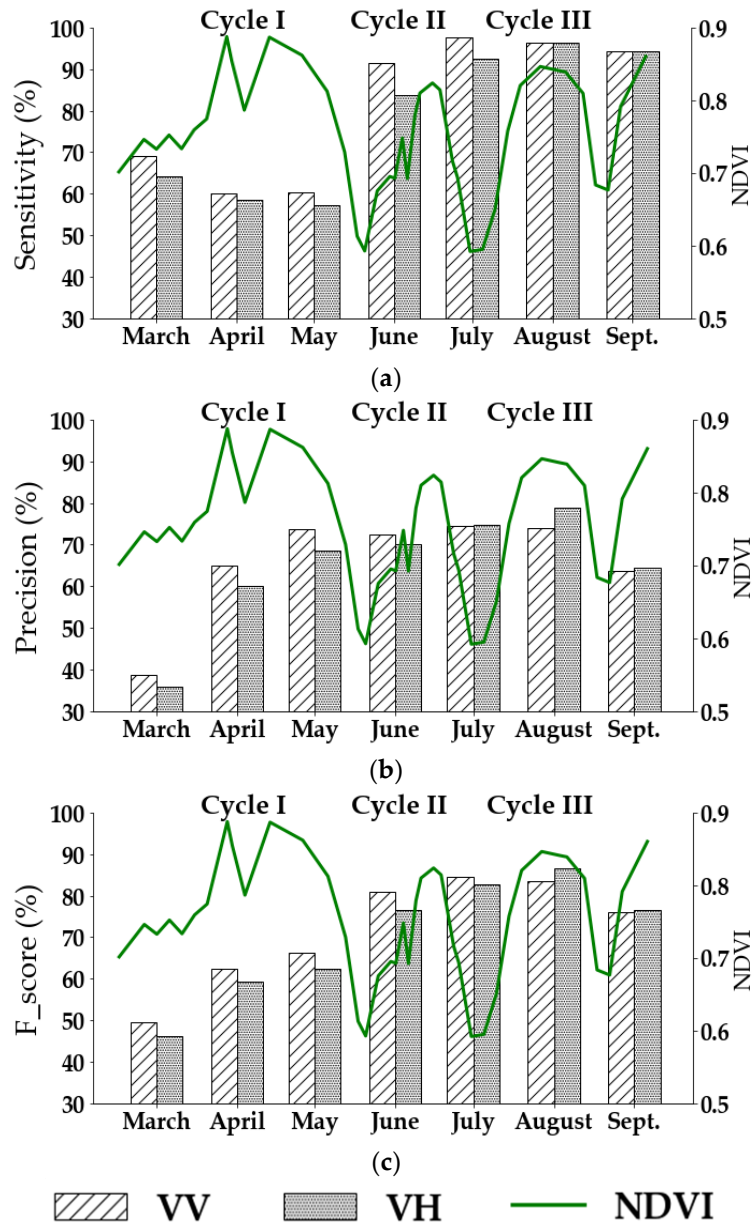 Cycle I Cycle II Cycle III
100
90
80
70
60
50
40
30
Sensitivity (%)
0.9
0.8
0.7
0.6
0.5
NDVI
March April May June July August Sept.
(a)
Cycle I Cycle II Cycle III
100
90
80
70
60
50
40
30
Precision (%)
0.9
0.8
0.7
0.6
0.5
NDVI
March April May June July August Sept.
(b)
Cycle I Cycle II Cycle III
100
90
80
70
60
50
40
30
F_score (%)
0.9
0.8
0.7
0.6
0.5
NDVI
March April May June July August Sept.
(c)
VV VH NDVI